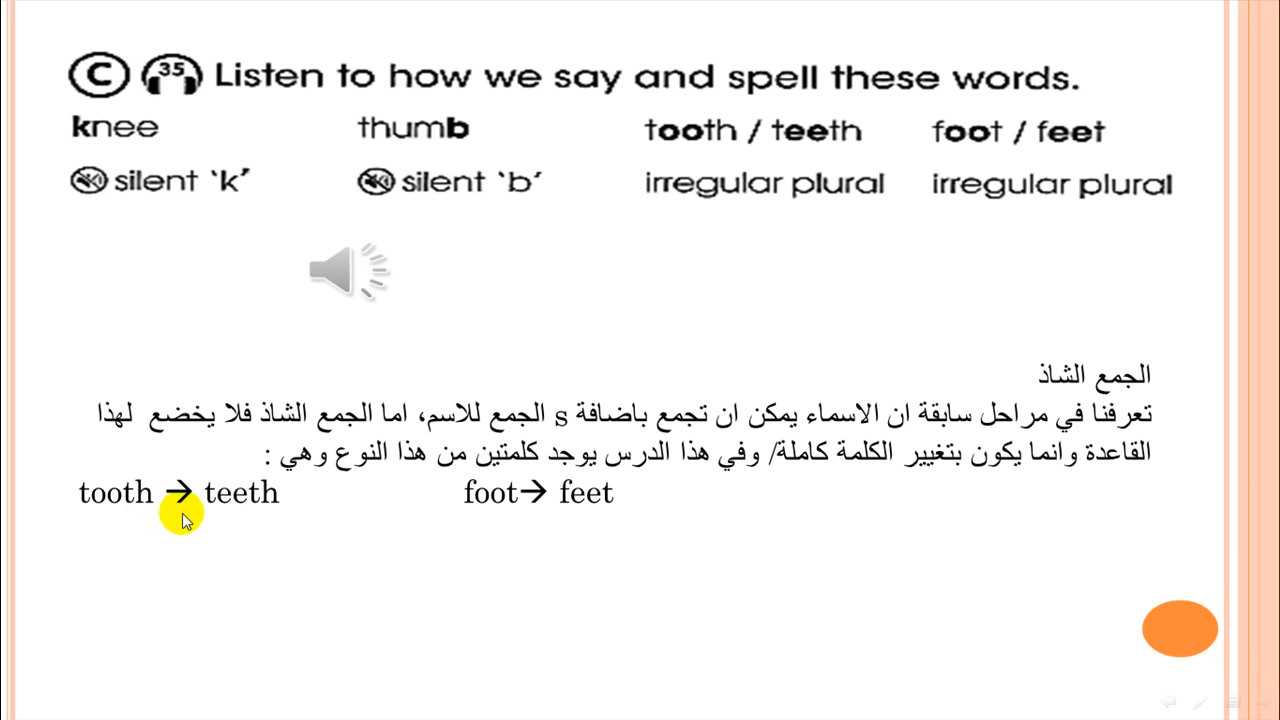 C 35 Listen to how we say and spell these words.
knee thumb tooth / teeth foot / feet
silent ‘k’ silent ‘b’ irregular plural irregular plural
الجمع الشاذ
تعرفنا في مراحل سابقة ان الاسماء يمكن ان تجمع باضافة s الجمع للاسم، اما الجمع الشاذ فلا يخضع لهذا
القاعدة وانما يكون بتغيير الكلمة كاملة/ وفي هذا الدرس يوجد كلمتين من هذا النوع وهي :
tooth → teeth foot→ feet